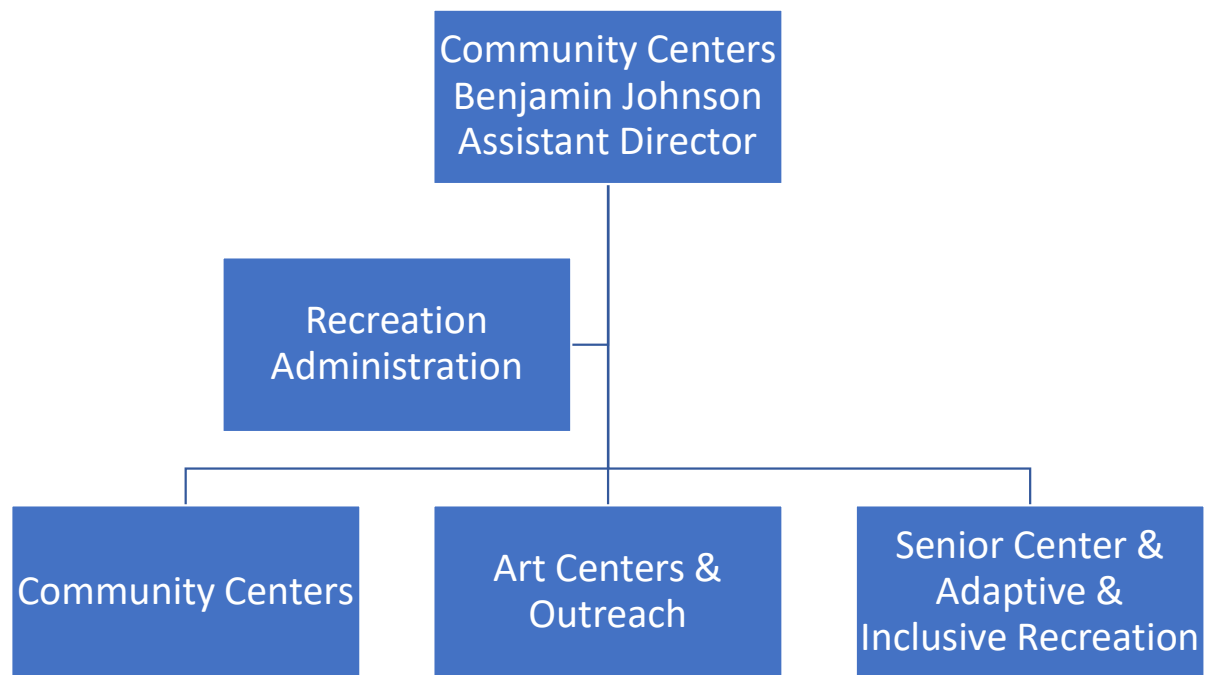 Community Centers
Benjamin Johnson
Assistant Director
Recreation
Administration
Community Centers
Art Centers &
Outreach
Senior Center &
Adaptive &
Inclusive Recreation